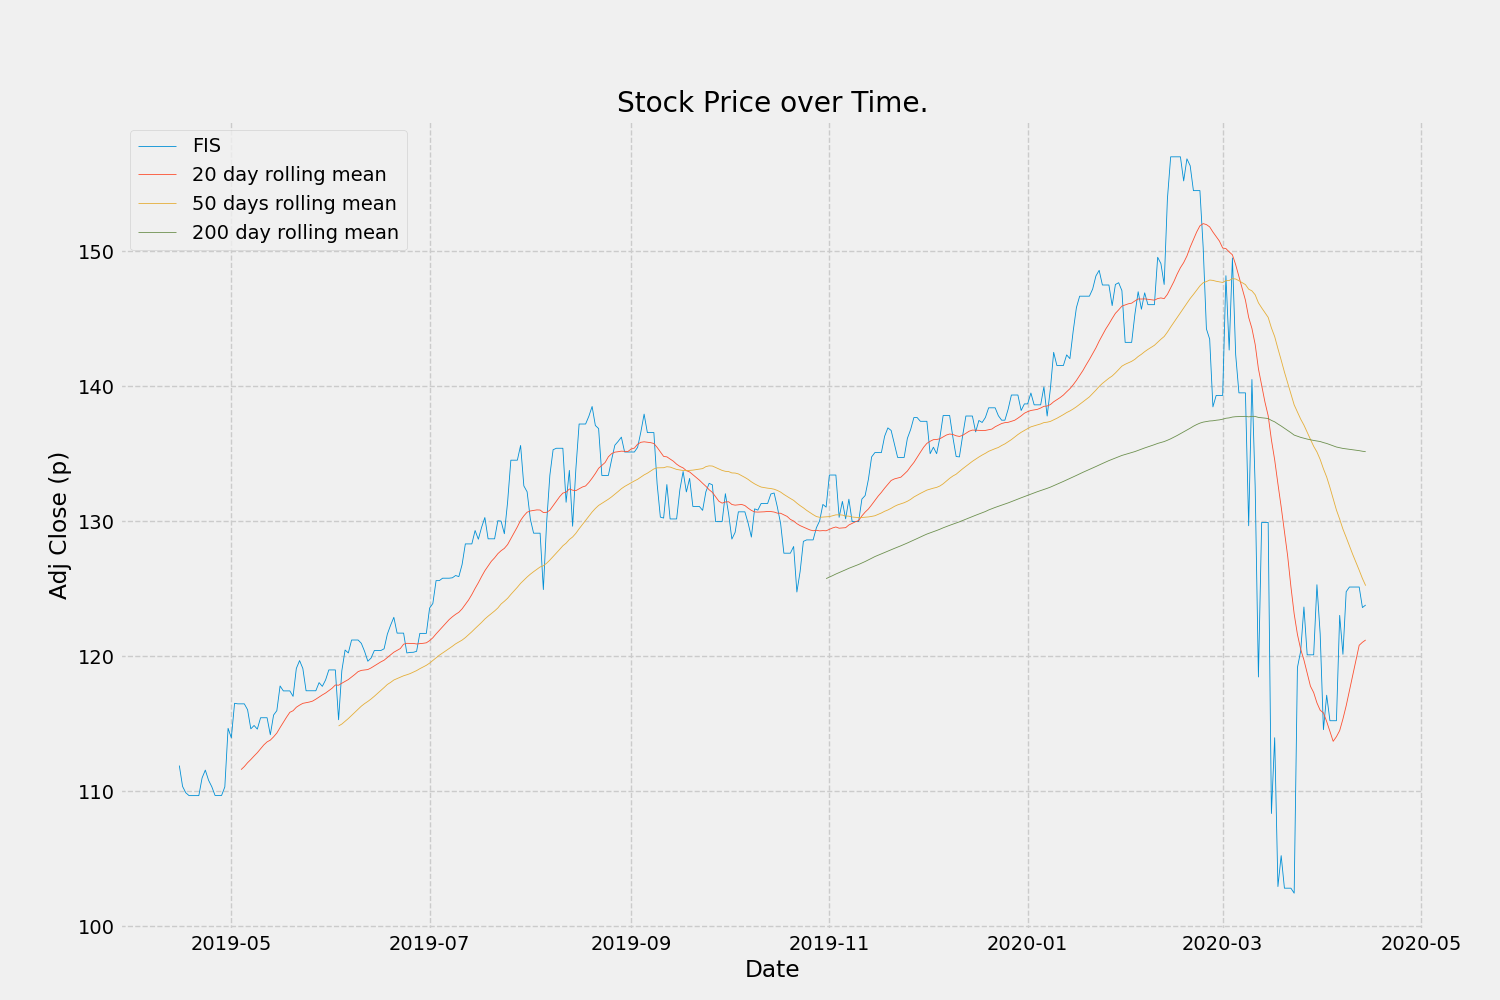 Stock Price over Time.
FIS
20 day rolling mean
50 days rolling mean
200 day rolling mean
Adj Close (p)
150
140
130
120
110
100
2019-05 2019-07 2019-09 2019-11 2020-01 2020-03 2020-05
Date